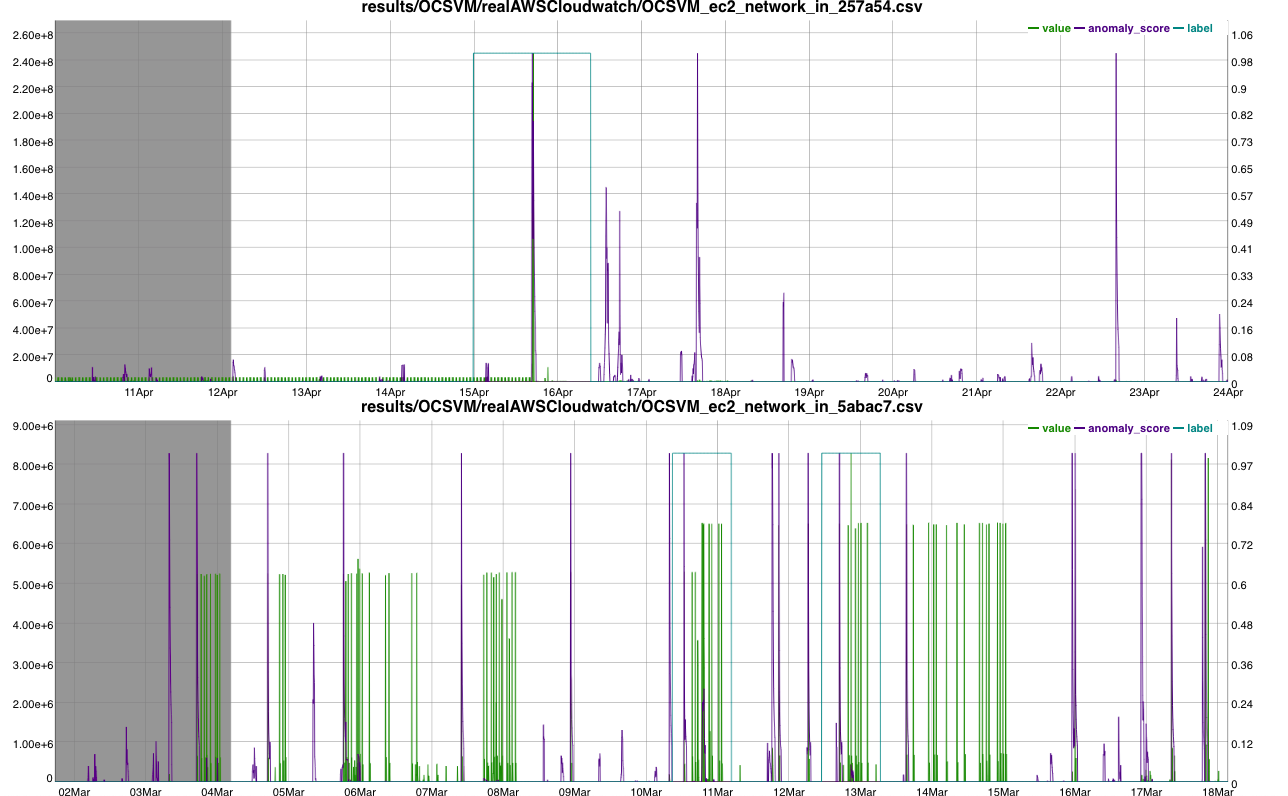 results/OCSVM/realAWSCloudwatch/OCSVM_ec2_network_in_257a54.csv
value anomaly_score label
2.60e+8 1.06
2.40e+8 0.98
2.20e+8 0.9
2.00e+8 0.82
1.80e+8 0.73
1.60e+8 0.65
1.40e+8 0.57
1.20e+8 0.49
1.00e+8 0.41
8.00e+7 0.33
6.00e+7 0.24
4.00e+7 0.16
2.00e+7 0.08
0 0
11Apr 12Apr 13Apr 14Apr 15Apr 16Apr 17Apr 18Apr 19Apr 20Apr 21Apr 22Apr 23Apr 24Apr
results/OCSVM/realAWSCloudwatch/OCSVM_ec2_network_in_5abac7.csv
value anomaly_score label
9.00e+6 1.09
8.00e+6 0.97
7.00e+6 0.84
6.00e+6 0.72
5.00e+6 0.6
4.00e+6 0.48
3.00e+6 0.36
2.00e+6 0.24
1.00e+6 0.12
0 0
02Mar 03Mar 04Mar 05Mar 06Mar 07Mar 08Mar 09Mar 10Mar 11Mar 12Mar 13Mar 14Mar 15Mar 16Mar 17Mar 18Mar